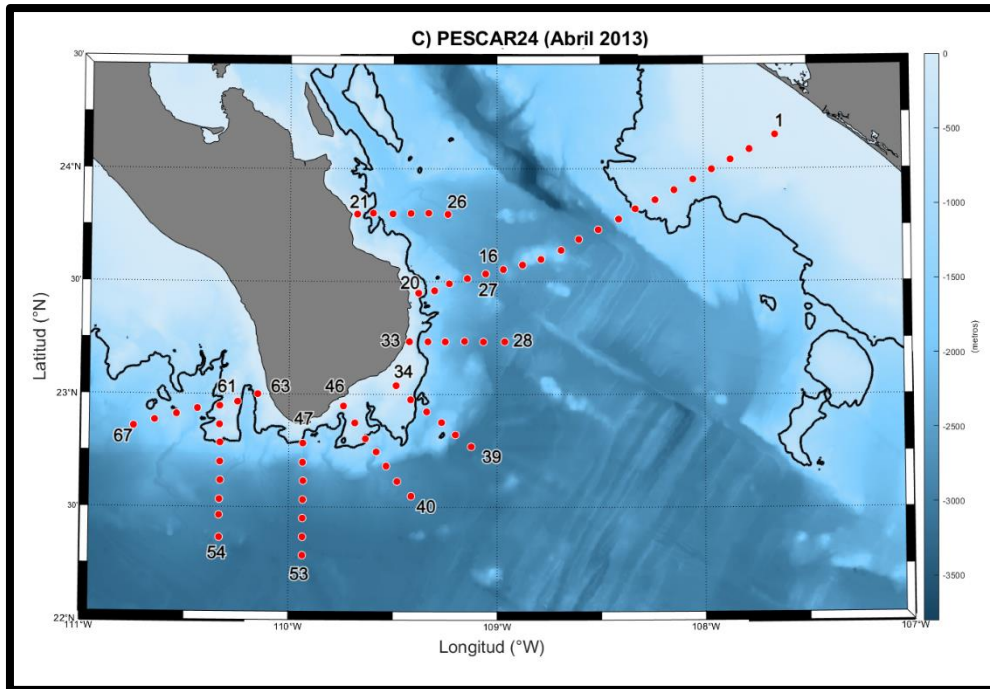 C) PESCAR24 (Abril 2013)
30'
0
1
-500
24°N
21
26
-1000
16
30'
20
27
-1500
33
28
(metros)
34
-2000
Latitud (°N)
23°N
61
63
46
47
67
39
-2500
40
30'
-3000
54
53
-3500
22°N
111°W
110°W
109°W
108°W
107°W
Longitud (°W)